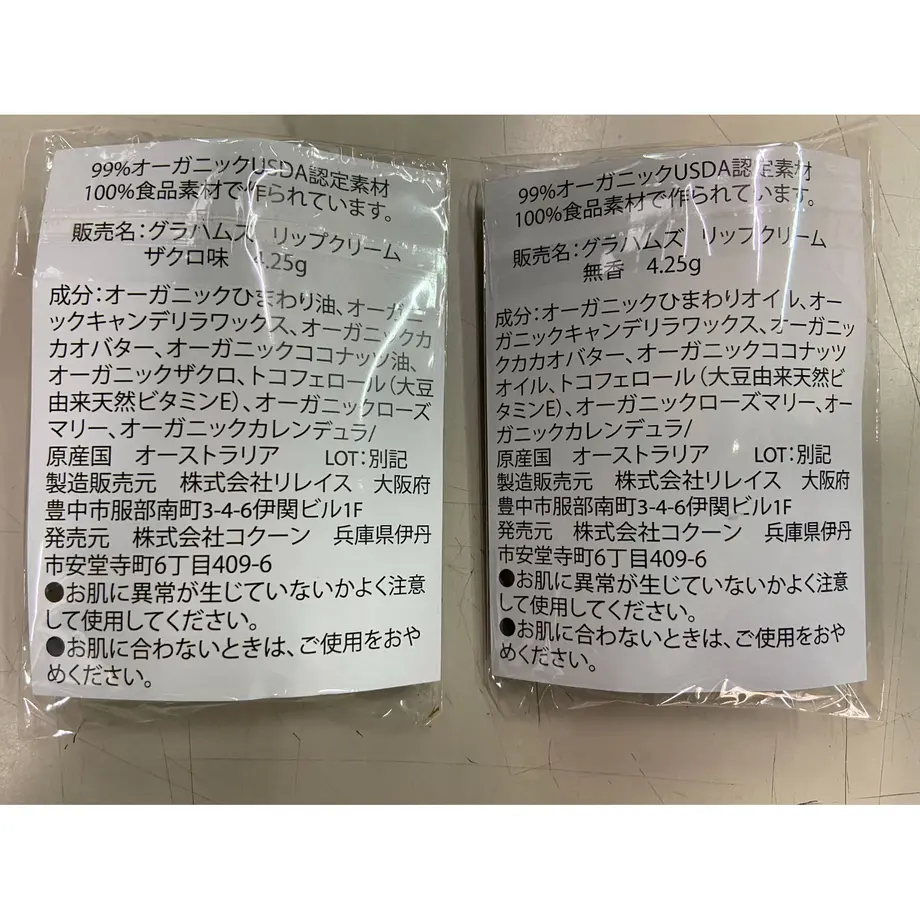 99%オーガニックUSDA認定素材
100%食品素材で作られています。
販売名：グラハムズ　リップクリーム
ザクロ味　4.25g
成分：オーガニックひまわり油、オーガニ
ックキャンデリラワックス、オーガニックカ
カオバター、オーガニックココナッツ油、
オーガニックザクロ、トコフェロール（大豆
由来天然ビタミンE）、オーガニックローズ
マリー、オーガニックカレンデュラ/
原産国　オーストラリア　　LOT：別記
製造販売元　株式会社リレイス　大阪府
豊中市服部南町3-4-6伊関ビル1F
発売元　株式会社コクーン　兵庫県伊丹
市安堂寺町6丁目409-6
●お肌に異常が生じていないかよく注意
して使用してください。
●お肌に合わないときは、ご使用をおや
めください。
99%オーガニックUSDA認定素材
100%食品素材で作られています。
販売名：グラハムズ　リップクリーム
無香　4.25g
成分：オーガニックひまわりオイル、オー
ガニックキャンデリラワックス、オーガニッ
クカカオバター、オーガニックココナッツ
オイル、トコフェロール（大豆由来天然ビ
タミンE）、オーガニックローズマリー、オー
ガニックカレンデュラ/
原産国　オーストラリア　　LOT：別記
製造販売元　株式会社リレイス　大阪府
豊中市服部南町3-4-6伊関ビル1F
発売元　株式会社コクーン　兵庫県伊丹
市安堂寺町6丁目409-6
●お肌に異常が生じていないかよく注意
して使用してください。
●お肌に合わないときは、ご使用をおや
めください。